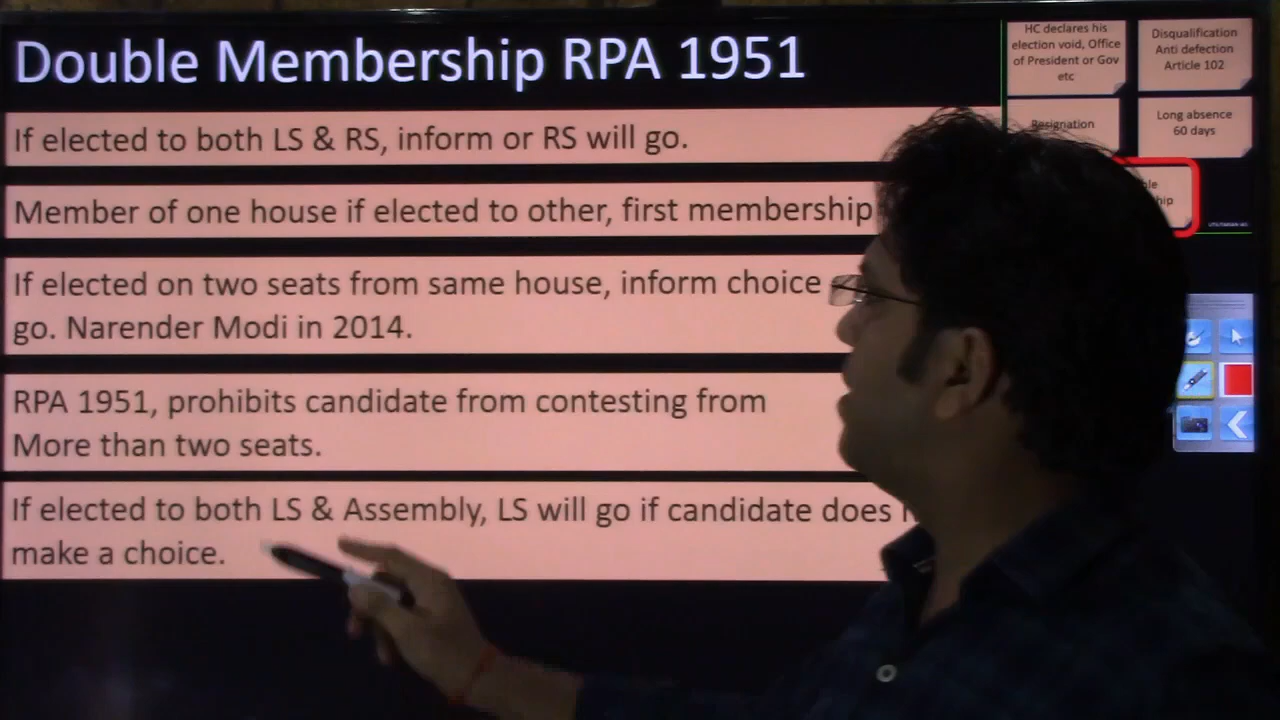 Double Membership RPA 1951
If elected to both LS & RS, inform or RS will go.
Member of one house if elected to other, first membership
If elected on two seats from same house, inform choice
go. Narender Modi in 2014.
RPA 1951, prohibits candidate from contesting from
More than two seats.
If elected to both LS & Assembly, LS will go if candidate does
make a choice.
HC declares his
election void, Office
of President or Gov
etc
Disqualification
Anti defection
Article 102
Resignation
Long absence
60 days